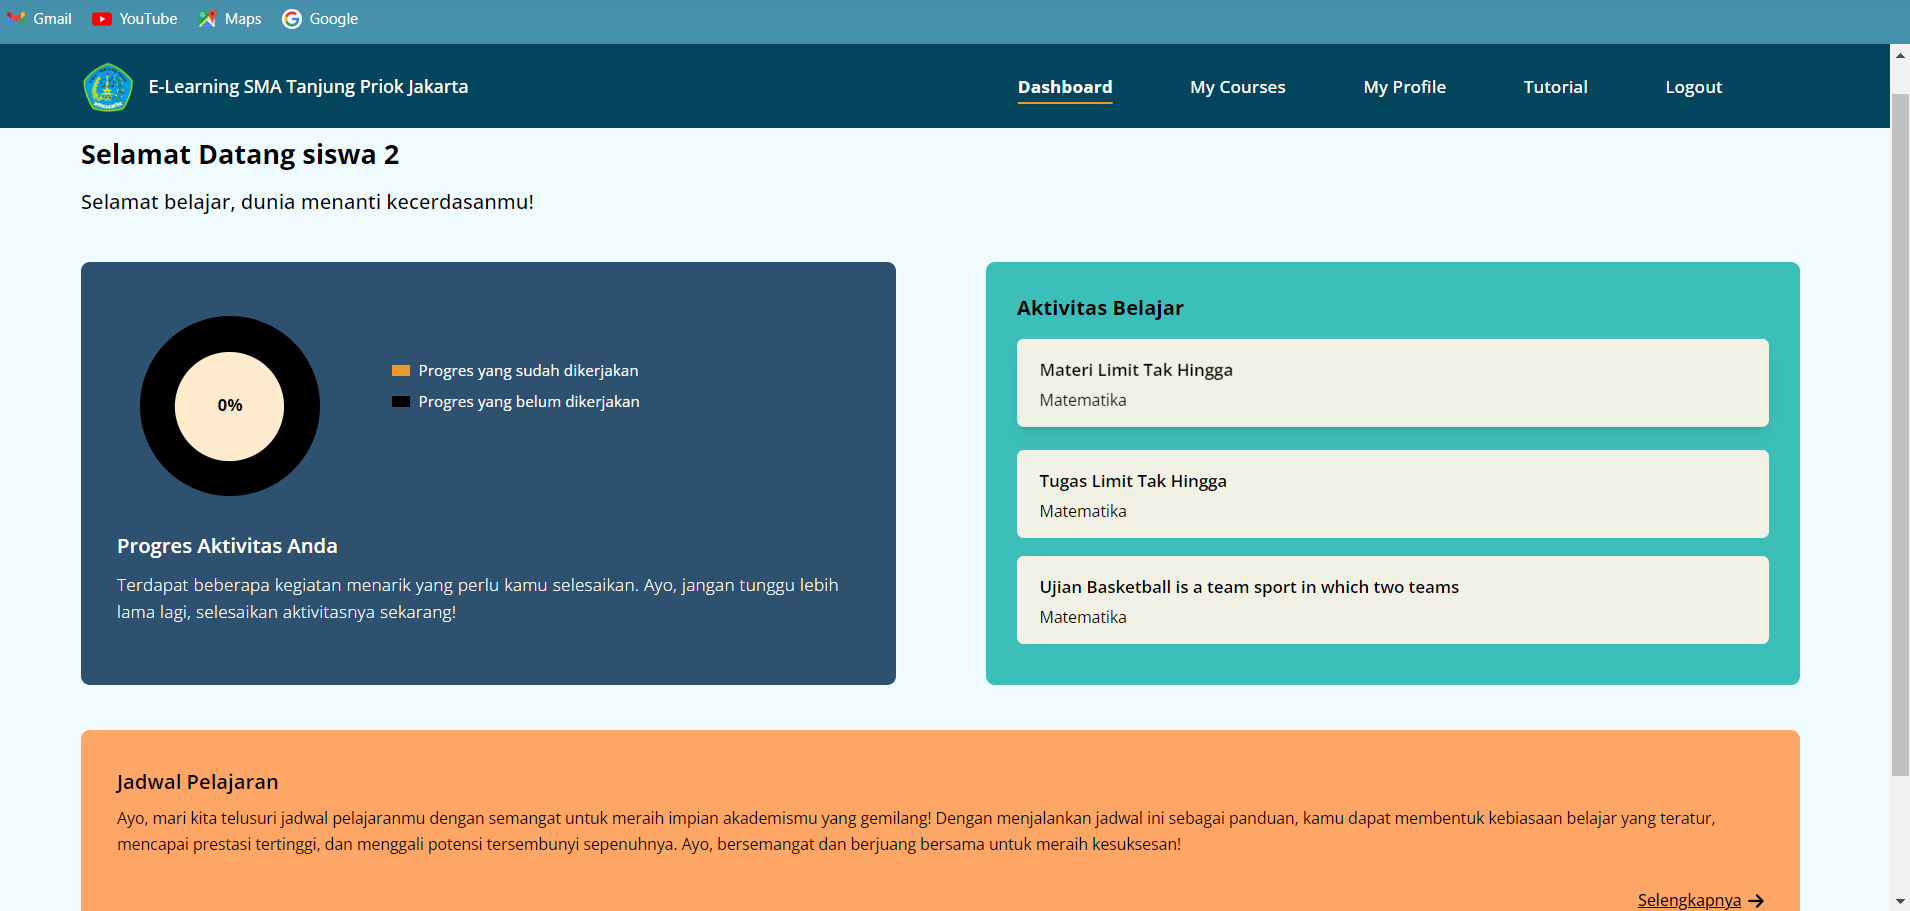 Gmail YouTube Maps Google
E-Learning SMA Tanjung Priok Jakarta
Dashboard My Courses My Profile Tutorial Logout
Selamat Datang siswa 2
Selamat belajar, dunia menanti kecerdasanmu!
0%
Progres yang sudah dikerjakan
Progres yang belum dikerjakan
Progres Aktivitas Anda
Terdapat beberapa kegiatan menarik yang perlu kamu selesaikan. Ayo, jangan tunggu lebih
lama lagi, selesaikan aktivitasnya sekarang!
Aktivitas Belajar
Materi Limit Tak Hingga
Matematika
Tugas Limit Tak Hingga
Matematika
Ujian Basketball is a team sport in which two teams
Matematika
Jadwal Pelajaran
Ayo, mari kita telusuri jadwal pelajaranmu dengan semangat untuk meraih impian akademismu yang gemilang! Dengan menjalankan jadwal ini sebagai panduan, kamu dapat membentuk kebiasaan belajar yang teratur,
mencapai prestasi tertinggi, dan menggali potensi tersembunyi sepenuhnya. Ayo, bersemangat dan berjuang bersama untuk meraih kesuksesan!
Selengkapnya